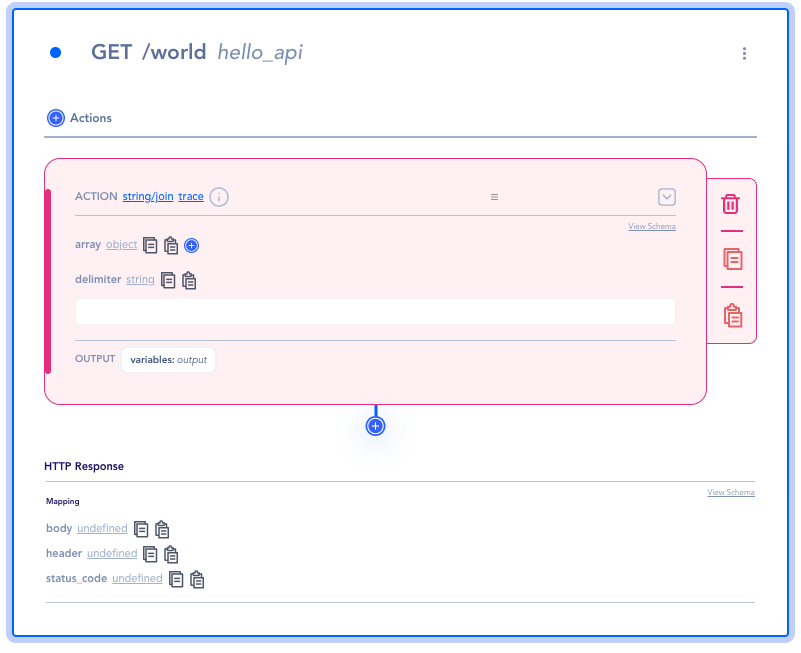 GET /world hello_api
Actions
ACTION string/join trace
View Schema
array object
delimiter string
OUTPUT variables: output
HTTP Response
View Schema
Mapping
body undefined
header undefined
status_code undefined